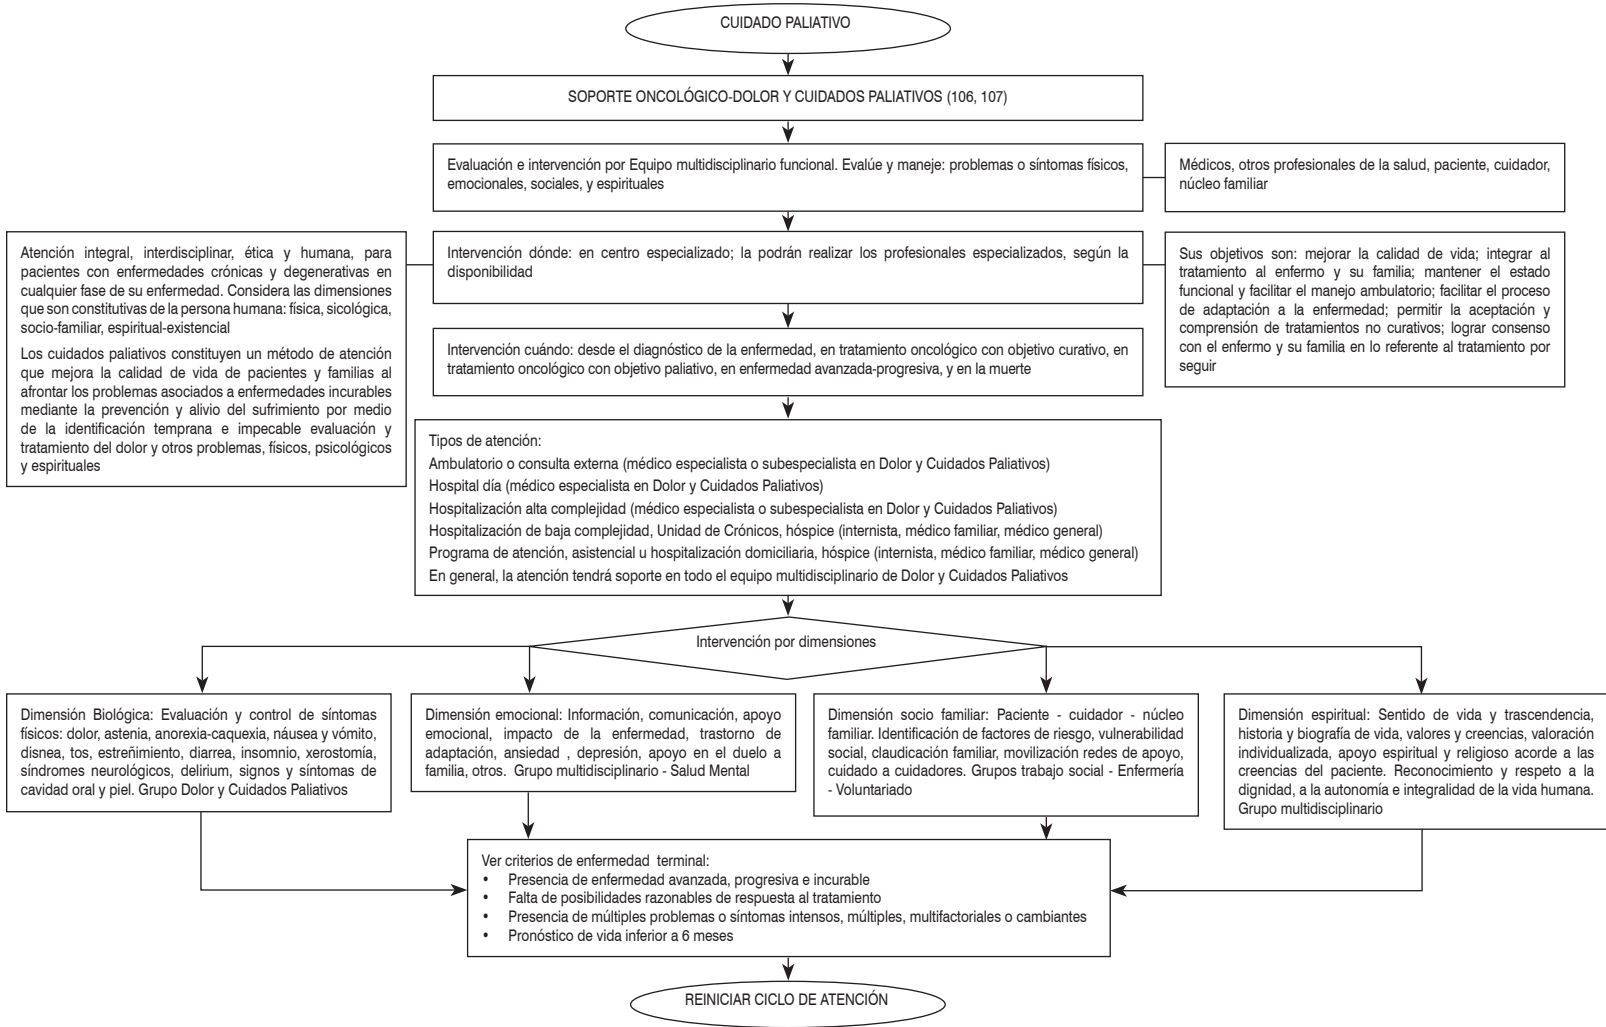 CUIDADO PALIATIVO
SOPORTE ONCOLÓGICO-DOLOR Y CUIDADOS PALIATIVOS (106, 107)
Evaluación e intervención por Equipo multidisciplinario funcional. Evalúe y maneje: problemas o síntomas físicos,
emocionales, sociales, y espirituales
Médicos, otros profesionales de la salud, paciente, cuidador,
núcleo familiar
Atención integral, interdisciplinar, ética y humana, para
pacientes con enfermedades crónicas y degenerativas en
cualquier fase de su enfermedad. Considera las dimensiones
que son constitutivas de la persona humana: física, sicológica,
socio-familiar, espiritual-existencial
Los cuidados paliativos constituyen un método de atención
que mejora la calidad de vida de pacientes y familias al
afrontar los problemas asociados a enfermedades incurables
mediante la prevención y alivio del sufrimiento por medio
de la identificación temprana e impecable evaluación y
tratamiento del dolor y otros problemas, físicos, psicológicos
y espirituales
Intervención dónde: en centro especializado; la podrán realizar los profesionales especializados, según la
disponibilidad
Sus objetivos son: mejorar la calidad de vida; integrar al
tratamiento al enfermo y su familia; mantener el estado
funcional y facilitar el manejo ambulatorio; facilitar el proceso
de adaptación a la enfermedad; permitir la aceptación y
comprensión de tratamientos no curativos; lograr consenso
con el enfermo y su familia en lo referente al tratamiento por
seguir
Intervención cuándo: desde el diagnóstico de la enfermedad, en tratamiento oncológico con objetivo curativo, en
tratamiento oncológico con objetivo paliativo, en enfermedad avanzada-progresiva, y en la muerte
Tipos de atención:
Ambulatorio o consulta externa (médico especialista o subespecialista en Dolor y Cuidados Paliativos)
Hospital día (médico especialista en Dolor y Cuidados Paliativos)
Hospitalización alta complejidad (médico especialista o subespecialista en Dolor y Cuidados Paliativos)
Hospitalización de baja complejidad, Unidad de Crónicos, hóspice (internista, médico familiar, médico general)
Programa de atención, asistencial u hospitalización domiciliaria, hóspice (internista, médico familiar, médico general)
En general, la atención tendrá soporte en todo el equipo multidisciplinario de Dolor y Cuidados Paliativos
Intervención por dimensiones
Dimensión Biológica: Evaluación y control de síntomas
físicos: dolor, astenia, anorexia-caquexia, náusea y vómito,
disnea, tos, estreñimiento, diarrea, insomnio, xerostomía,
síndromes neurológicos, delirium, signos y síntomas de
cavidad oral y piel. Grupo Dolor y Cuidados Paliativos
Dimensión emocional: Información, comunicación, apoyo
emocional, impacto de la enfermedad, trastorno de
adaptación, ansiedad , depresión, apoyo en el duelo a
familia, otros. Grupo multidisciplinario - Salud Mental
Dimensión socio familiar: Paciente - cuidador - núcleo
familiar. Identificación de factores de riesgo, vulnerabilidad
social, claudicación familiar, movilización redes de apoyo,
cuidado a cuidadores. Grupos trabajo social - Enfermería
- Voluntariado
Dimensión espiritual: Sentido de vida y trascendencia,
historia y biografía de vida, valores y creencias, valoración
individualizada, apoyo espiritual y religioso acorde a las
creencias del paciente. Reconocimiento y respeto a la
dignidad, a la autonomía e integralidad de la vida humana.
Grupo multidisciplinario
Ver criterios de enfermedad terminal:
• Presencia de enfermedad avanzada, progresiva e incurable
• Falta de posibilidades razonables de respuesta al tratamiento
• Presencia de múltiples problemas o síntomas intensos, múltiples, multifactoriales o cambiantes
• Pronóstico de vida inferior a 6 meses
REINICIAR CICLO DE ATENCIÓN